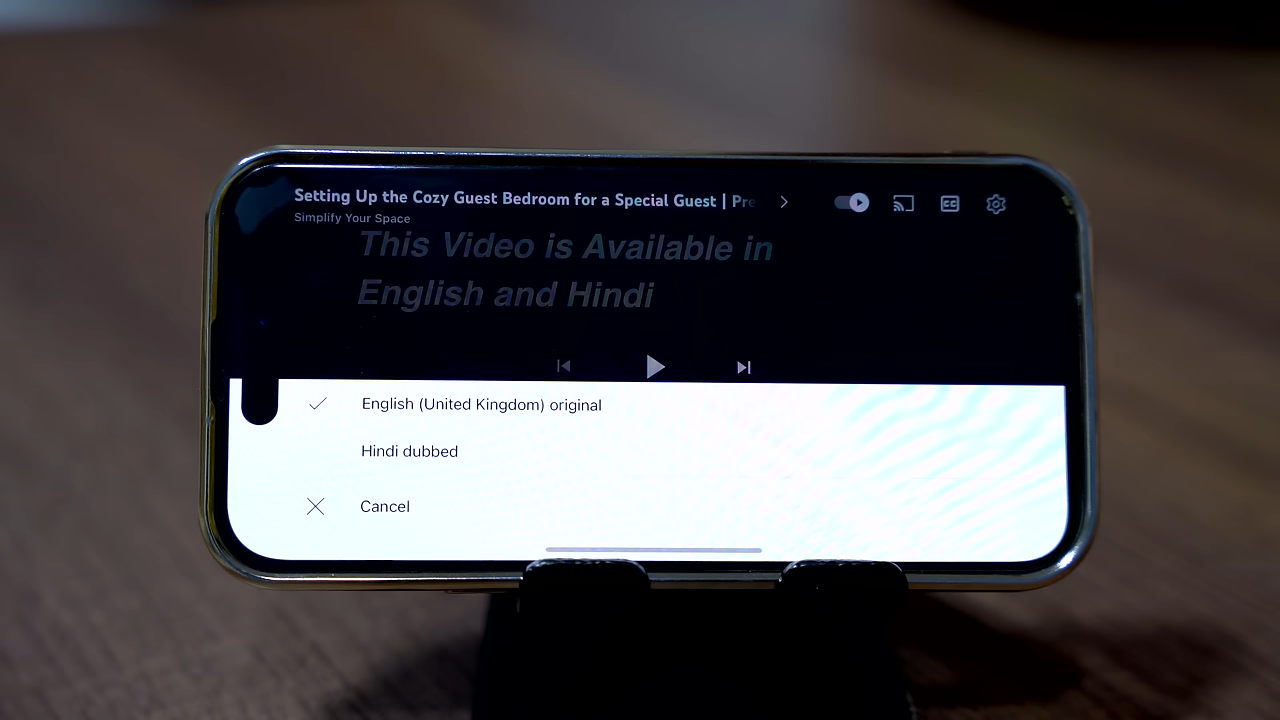 Setting Up the Cozy Guest Bedroom for a Special Guest | Pre
Simplify Your Space
CC
This Video is Available in
English and Hindi
English (United Kingdom) original
Hindi dubbed
Cancel